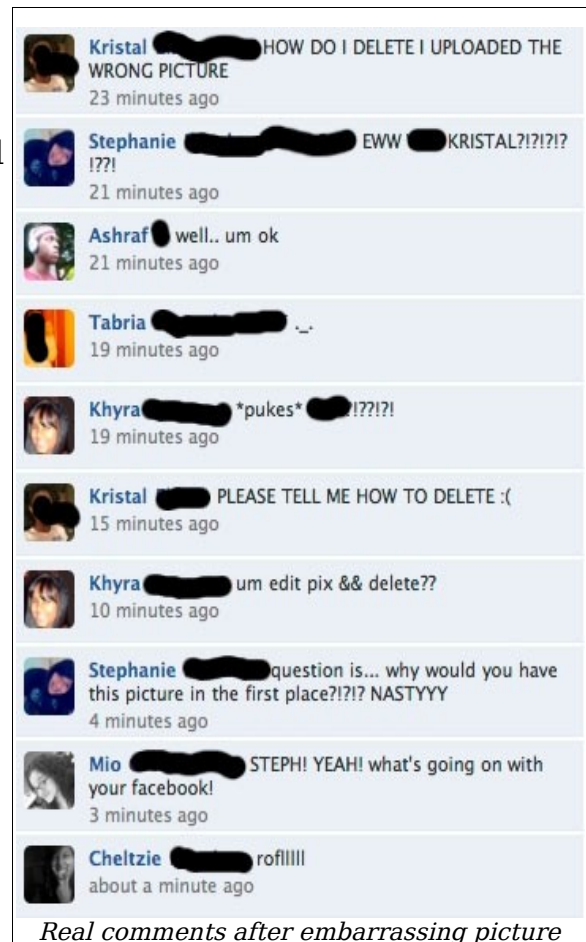 Kristal HOW DO I DELETE I UPLOADED THE
WRONG PICTURE
23 minutes ago
Stephanie EWW KRISTAL?!?!?!?
!??!
21 minutes ago
Ashraf well.. um ok
21 minutes ago
Tabria ._.
19 minutes ago
Khyra *pukes* !??!?!
19 minutes ago
Kristal PLEASE TELL ME HOW TO DELETE :(
15 minutes ago
Khyra um edit pix && delete??
10 minutes ago
Stephanie question is... why would you have
this picture in the first place?!?!? NASTYYY
4 minutes ago
Mio STEPH! YEAH! what's going on with
your facebook!
3 minutes ago
Cheltzie rofllllll
about a minute ago
Real comments after embarrassing picture